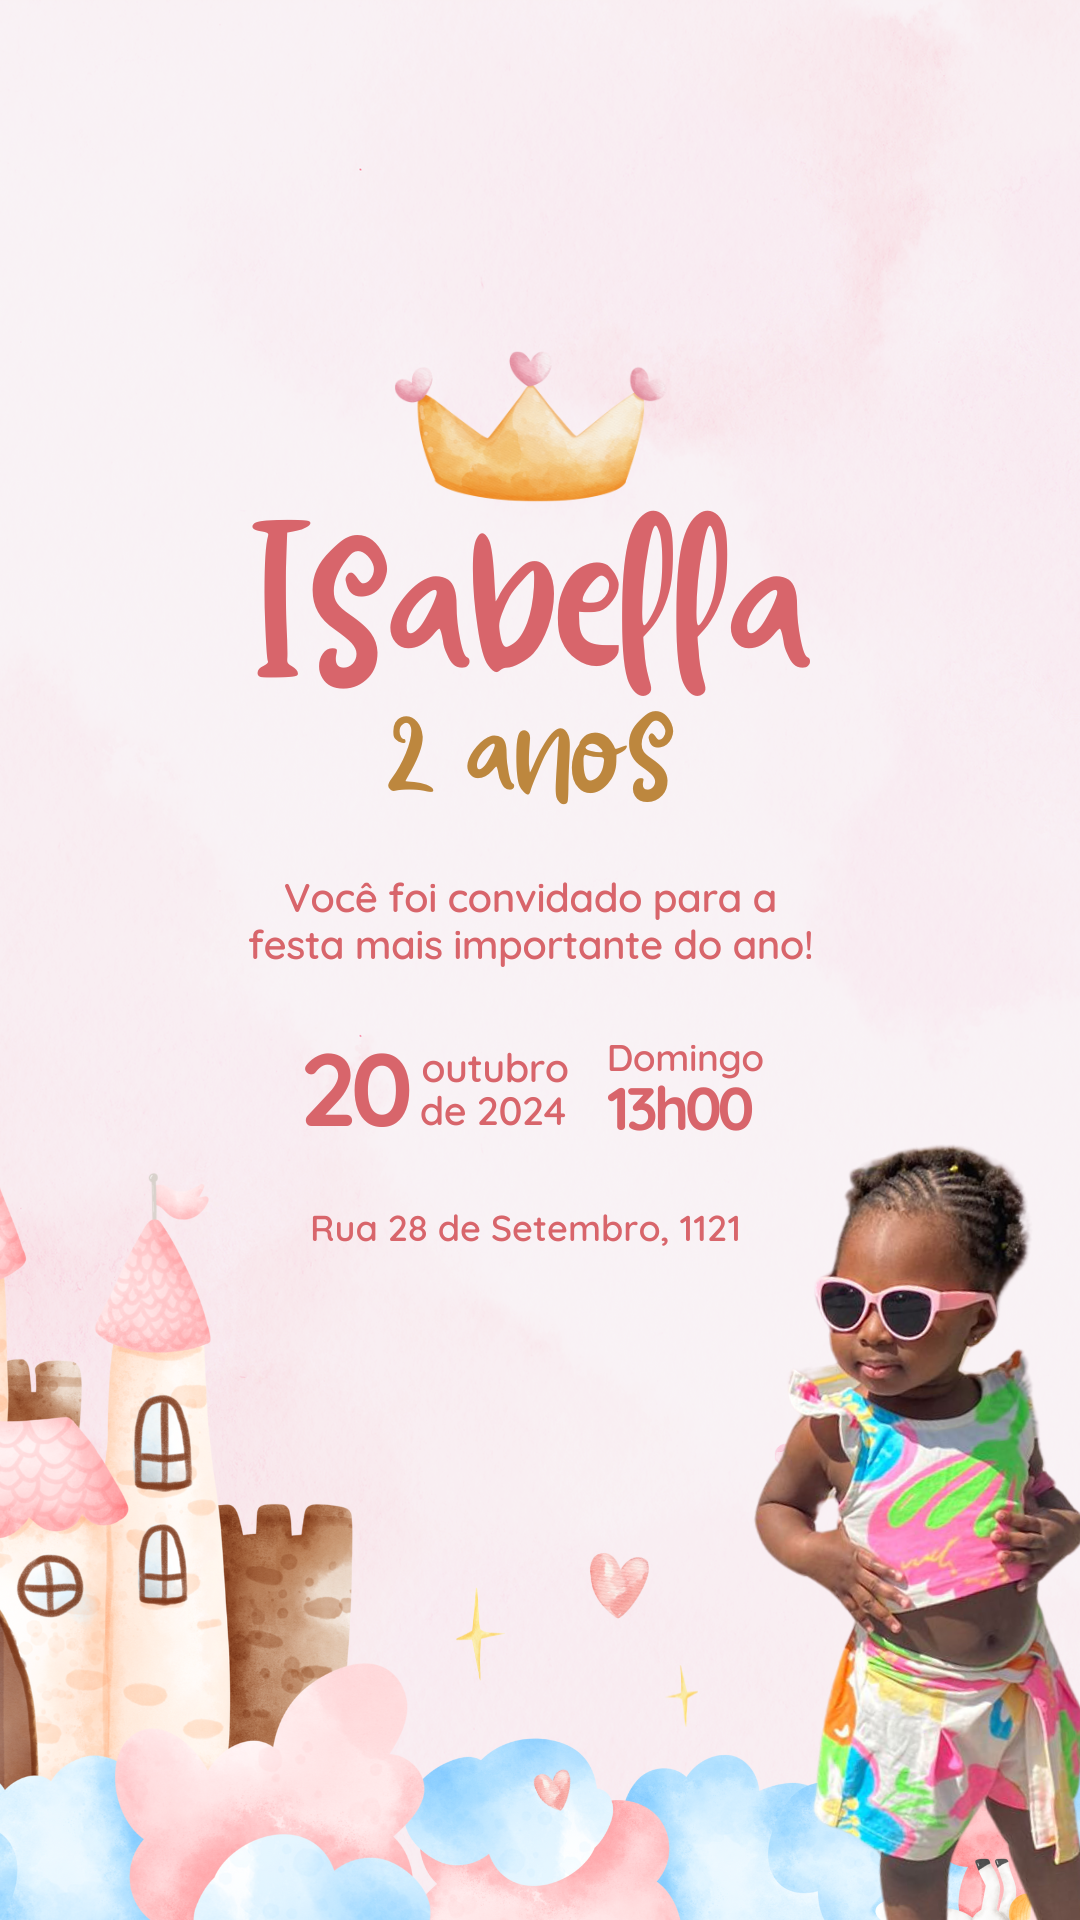 Isabella
2 anos
Você foi convidado para a
festa mais importante do ano!
20 outubro
de 2024
Domingo
13h00
Rua 28 de Setembro, 1121